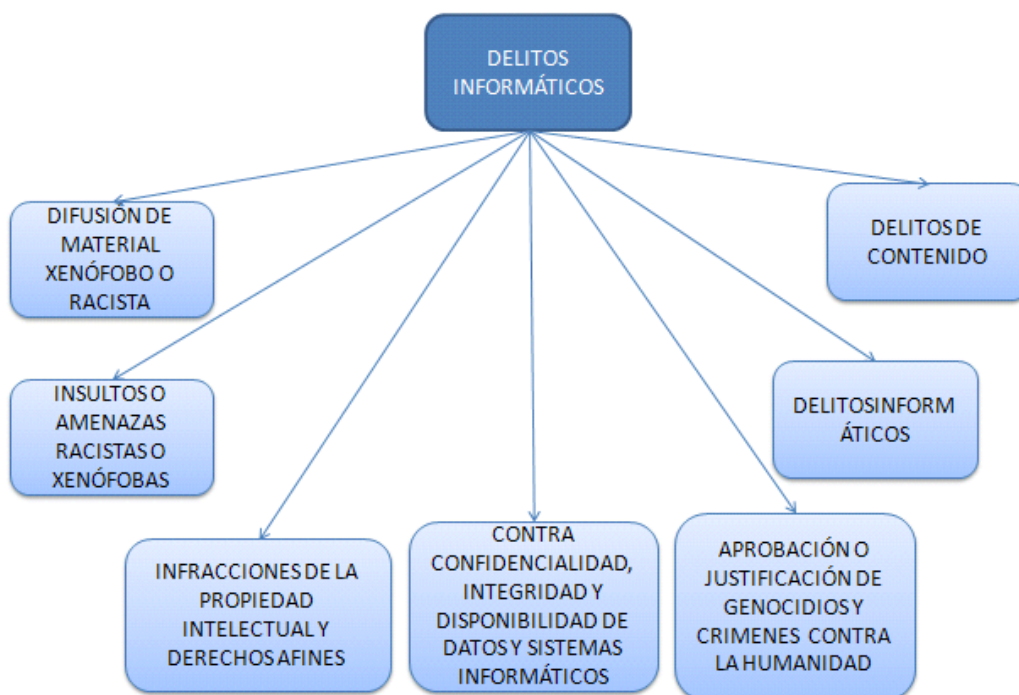 DELITOS
INFORMÁTICOS
DIFUSIÓN DE
MATERIAL
XENÓFOBO O
RACISTA
DELITOS DE
CONTENIDO
INSULTOS O
AMENAZAS
RACISTAS O
XENÓFOBAS
DELITOSINFORM
ÁTICOS
INFRACCIONES DE LA
PROPIEDAD
INTELECTUAL Y
DERECHOS AFINES
CONTRA
CONFIDENCIALIDAD,
INTEGRIDAD Y
DISPONIBILIDAD DE
DATOS Y SISTEMAS
INFORMÁTICOS
APROBACIÓN O
JUSTIFICACIÓN DE
GENOCIDIOS Y
CRIMENES CONTRA
LA HUMANIDAD